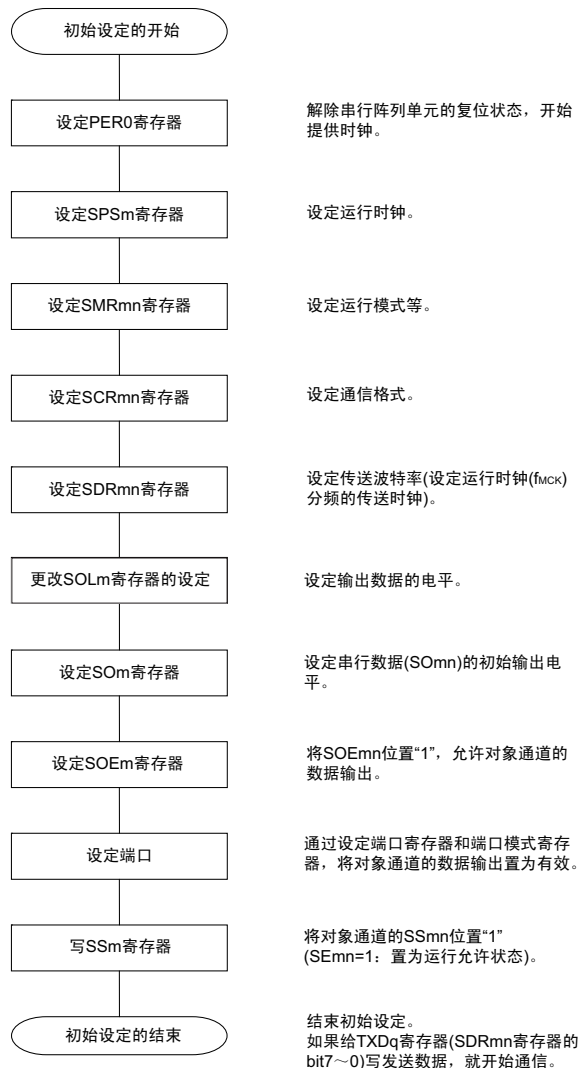 初始设定的开始
设定PER0寄存器
解除串行阵列单元的复位状态，开始
提供时钟。
设定SPSm寄存器
设定运行时钟。
设定SMRmn寄存器
设定运行模式等。
设定SCRmn寄存器
设定通信格式。
设定SDRmn寄存器
设定传送波特率(设定运行时钟(fMCK)
分频的传送时钟)。
更改SOLm寄存器的设定
设定输出数据的电平。
设定SOm寄存器
设定串行数据(SOmn)的初始输出电
平。
设定SOEm寄存器
将SOEmn位置“1”，允许对象通道的
数据输出。
设定端口
通过设定端口寄存器和端口模式寄存
器，将对象通道的数据输出置为有效。
写SSm寄存器
将对象通道的SSmn位置“1”
(SEmn=1：置为运行允许状态)。
初始设定的结束
结束初始设定。
如果给TXDq寄存器(SDRmn寄存器的
bit7～0)写发送数据，就开始通信。